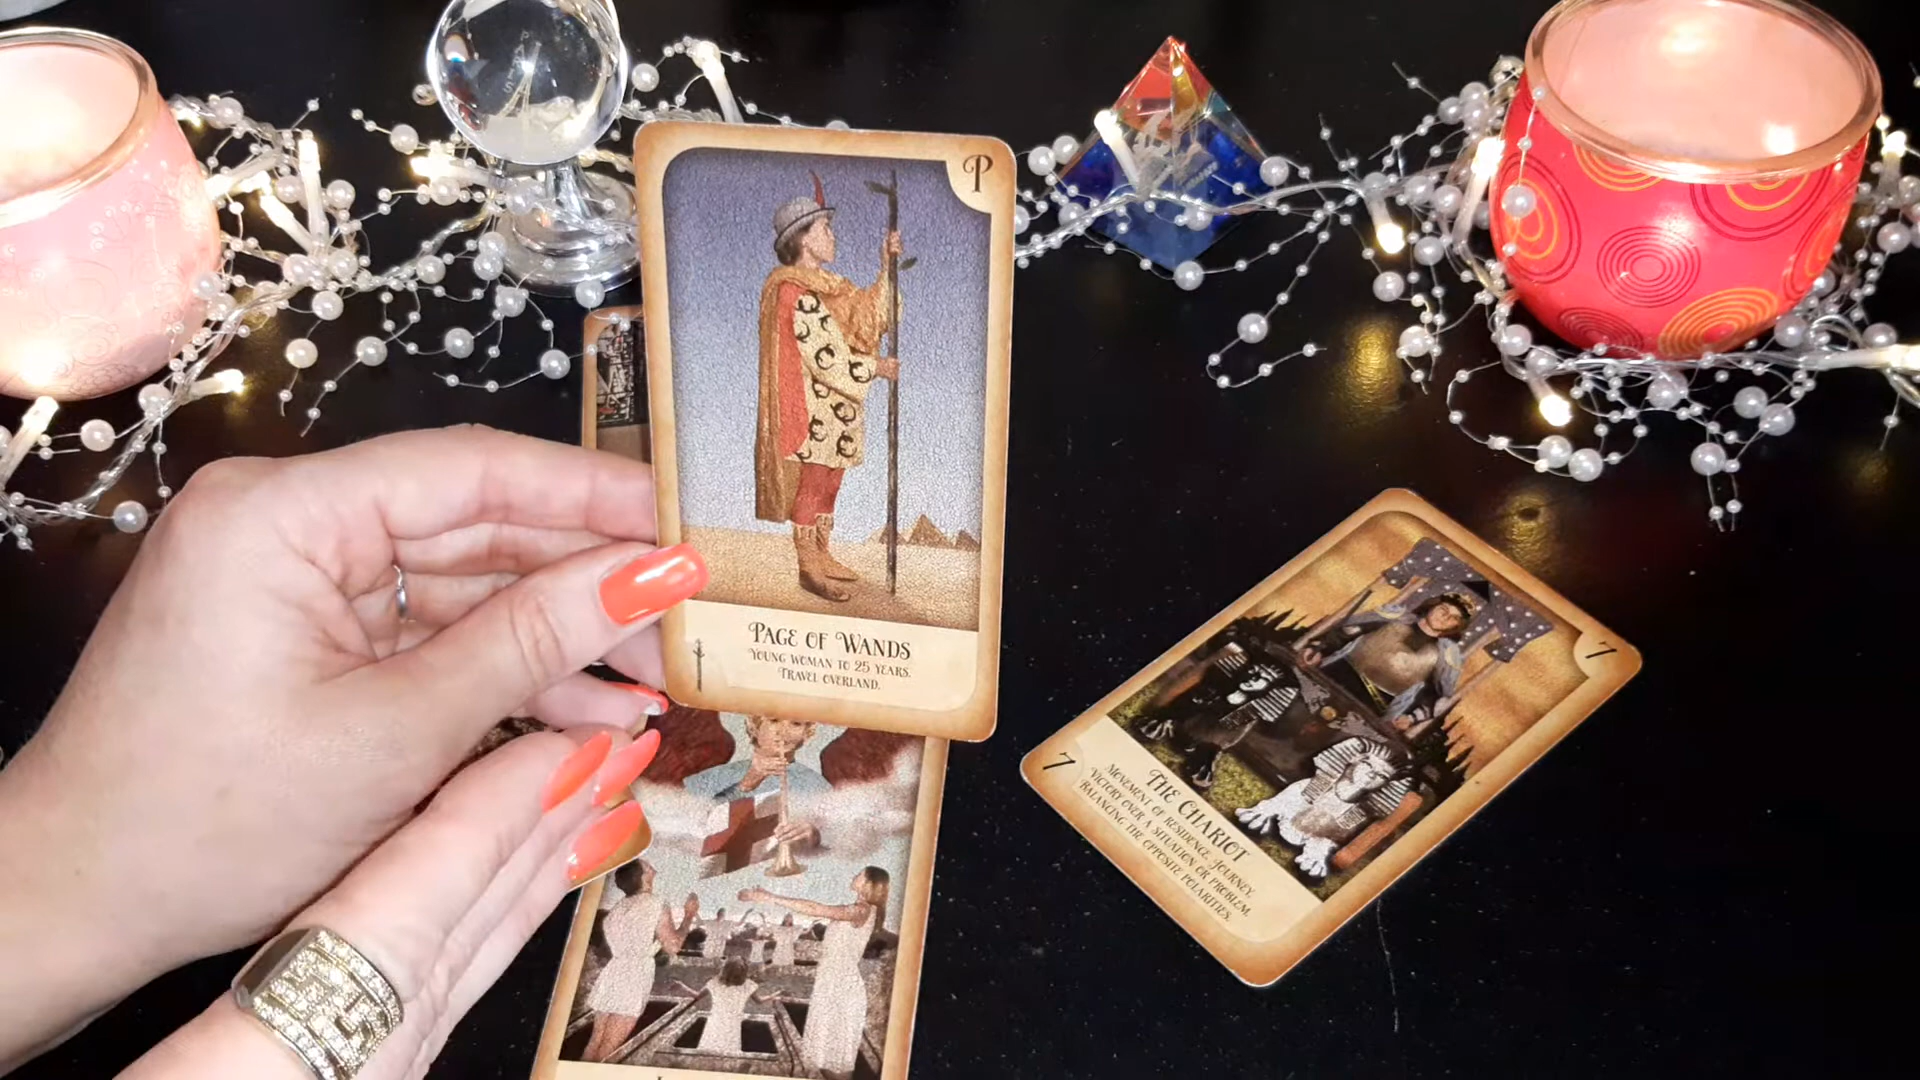 PARIS
P
PAGE OF WANDS
YOUNG WOMAN TO 25 YEARS.
TRAVEL OVERLAND.
7
7
THE CHARIOT
MOVEMENT OF RESIDENCE. JOURNEY.
VICTORY OVER A SITUATION OR PROBLEM.
BALANCING THE OPPOSITE POLARITIES.